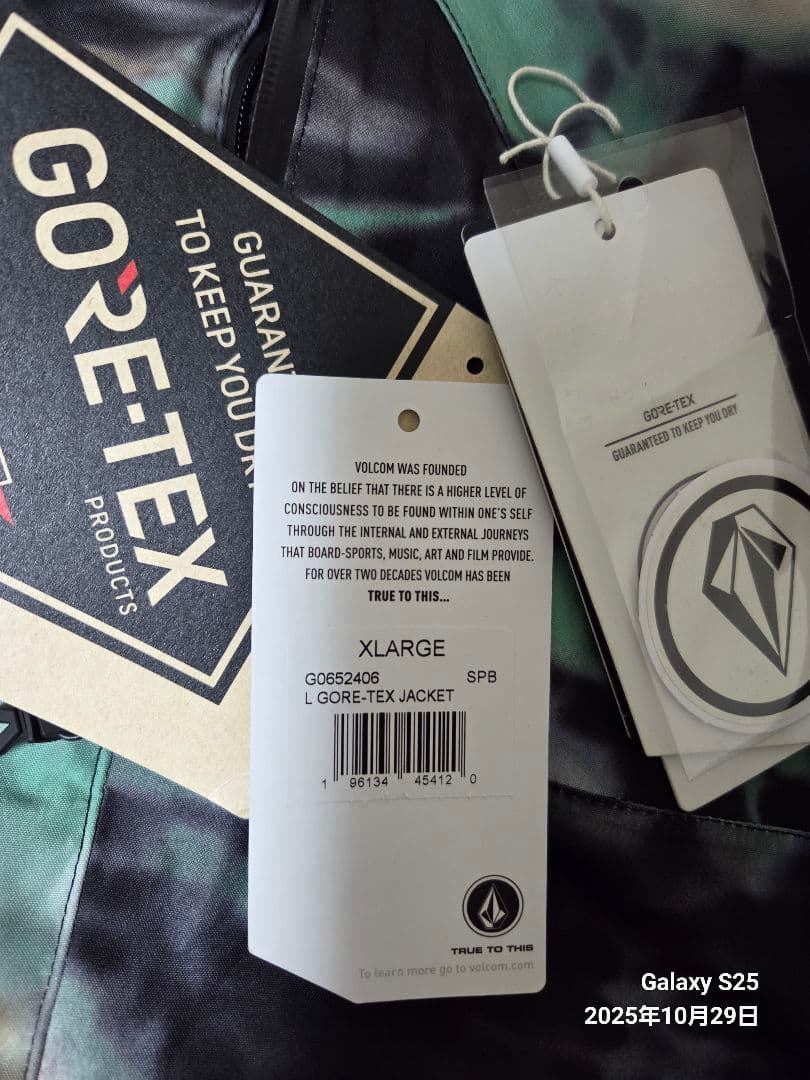 GORE-TEX
PRODUCTS
GUARAN
TO KEEP YOU DRY
GORE-TEX
GUARANTEED TO KEEP YOU DRY
VOLCOM WAS FOUNDED
ON THE BELIEF THAT THERE IS A HIGHER LEVEL OF
CONSCIOUSNESS TO BE FOUND WITHIN ONE'S SELF
THROUGH THE INTERNAL AND EXTERNAL JOURNEYS
THAT BOARD-SPORTS, MUSIC, ART AND FILM PROVIDE.
FOR OVER TWO DECADES VOLCOM HAS BEEN
TRUE TO THIS...
XLARGE
G0652406 SPB
L GORE-TEX JACKET
1 96134 45412 0
TRUE TO THIS
To learn more go to volcom.com
Galaxy S25
2025年10月29日